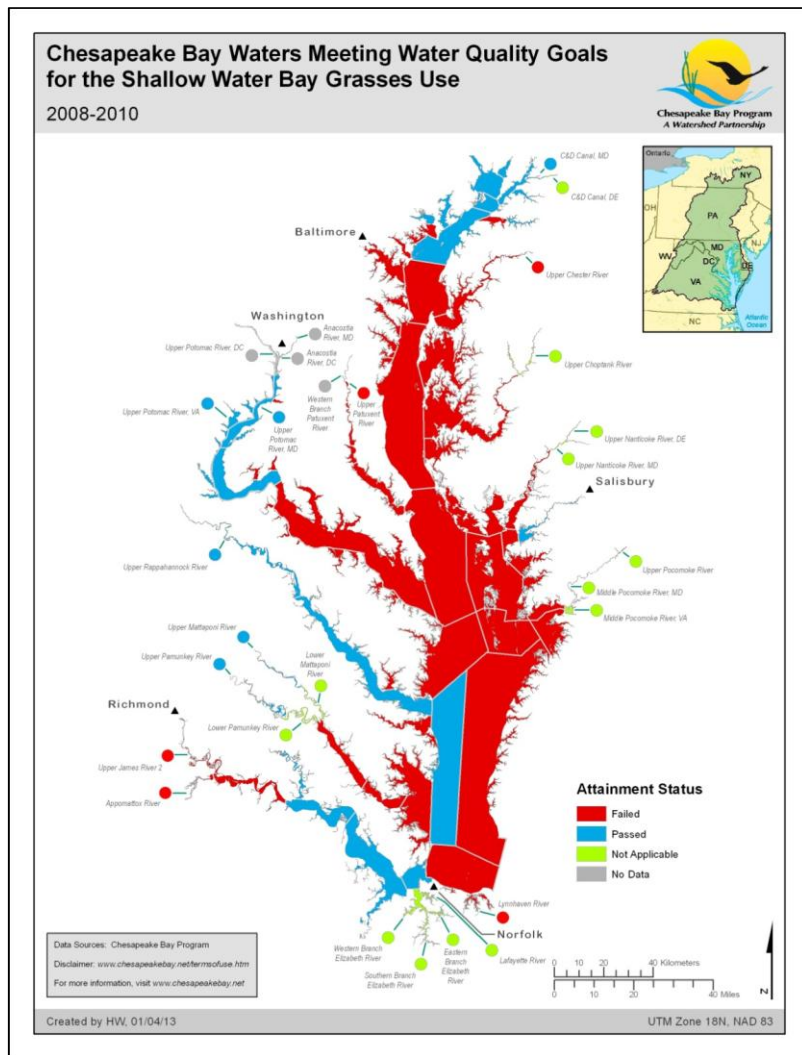 Chesapeake Bay Waters Meeting Water Quality Goals
for the Shallow Water Bay Grasses Use
2008-2010
Chesapeake Bay Program
A Watershed Partnership
C&D Canal, MD
C&D Canal, DE
Ontario
NY
OH
PA
NJ
MD
WV
DC
DE
VA
NC
Atlantic
Ocean
Baltimore
Upper Chester River
Washington
Anacostia
River, MD
Upper Potomac River, DC
Anacostia
River, DC
Upper Choptank River
Western
Branch
Patuxent
River
Upper
Patuxent
River
Upper Potomac River, VA
Upper
Potomac
River, MD
Upper Nanticoke River, DE
Upper Nanticoke River, MD
Salisbury
Upper Rappahannock River
Upper Pocomoke River
Middle Pocomoke River, MD
Middle Pocomoke River, VA
Upper Mattaponi River
Upper Pamunkey River
Lower
Mattaponi
River
Richmond
Lower Pamunkey River
Upper James River 2
Appomattox River
Attainment Status
Failed
Passed
Not Applicable
No Data
Lynnhaven River
Norfolk
Western Branch
Elizabeth River
Southern Branch
Elizabeth River
Eastern
Branch
Elizabeth
River
Lafayette River
Data Sources: Chesapeake Bay Program
Disclaimer: www.chesapeakebay.net/termsofuse.htm
For more information, visit www.chesapeakebay.net
0 10 20 40 Kilometers
0 10 20 40 Miles
N
Created by HW, 01/04/13
UTM Zone 18N, NAD 83